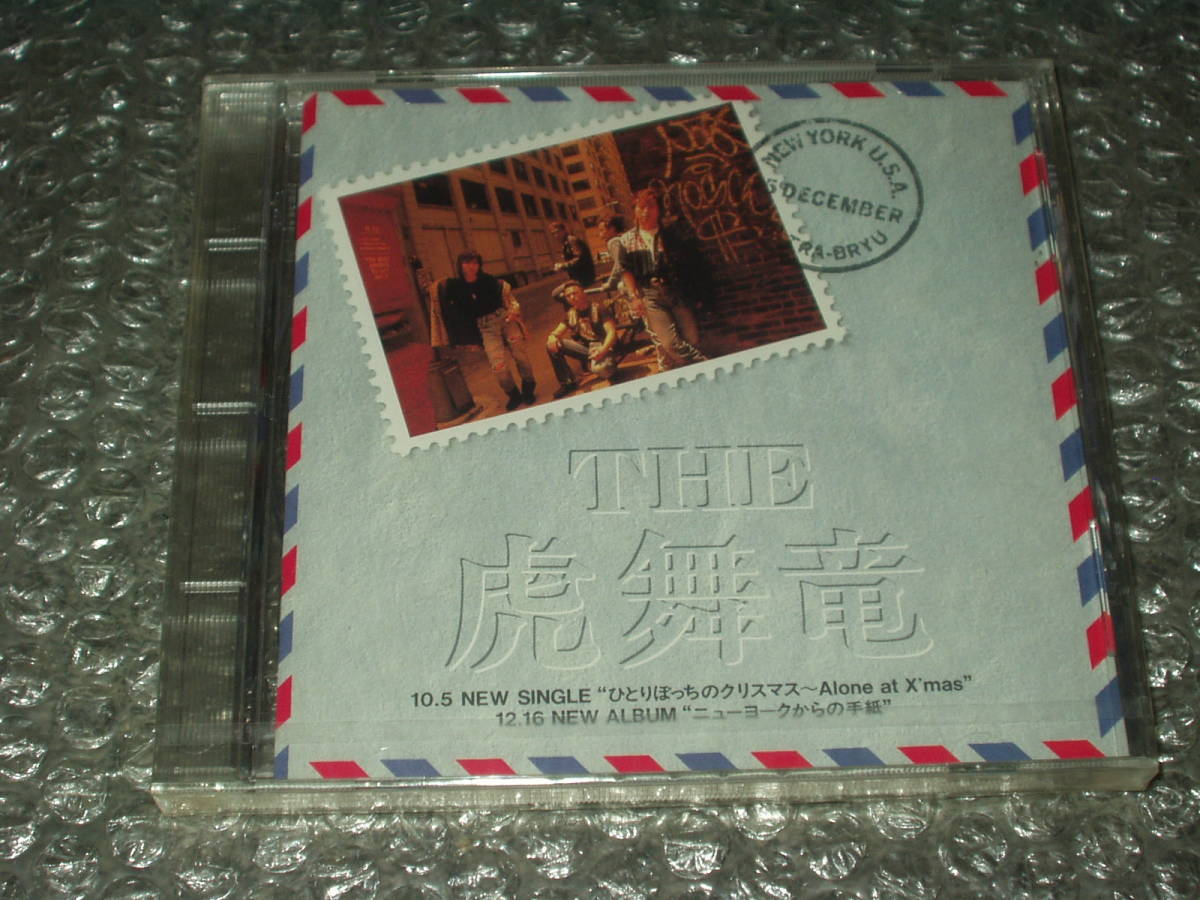 NEW YORK U.S.A.
DECEMBER
RA-BRYU
THE
虎舞竜
10.5 NEW SINGLE “ひとりぼっちのクリスマス〜Alone at X'mas”
12.16 NEW ALBUM “ニューヨークからの手紙”